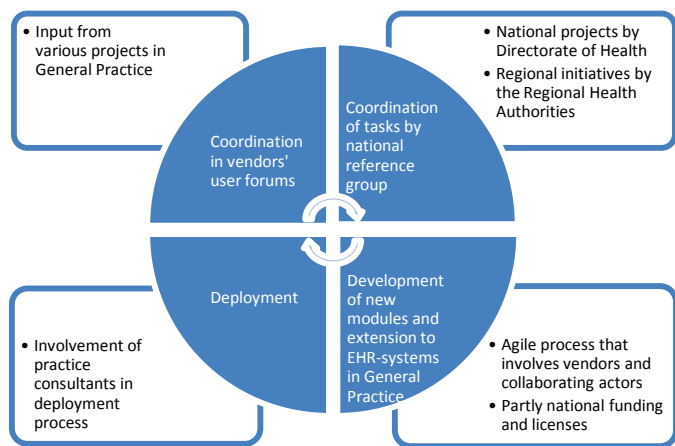 • Input from
various projects in
General Practice
• National projects by
Directorate of Health
• Regional initiatives by
the Regional Health
Authorities
Coordination
in vendors'
user forums
Coordination
of tasks by
national
reference
group
Deployment
Development
of new
modules and
extension to
EHR-systems
in General
Practice
• Involvement of
practice
consultants in
deployment
process
• Agile process that
involves vendors and
collaborating actors
• Partly national funding
and licenses